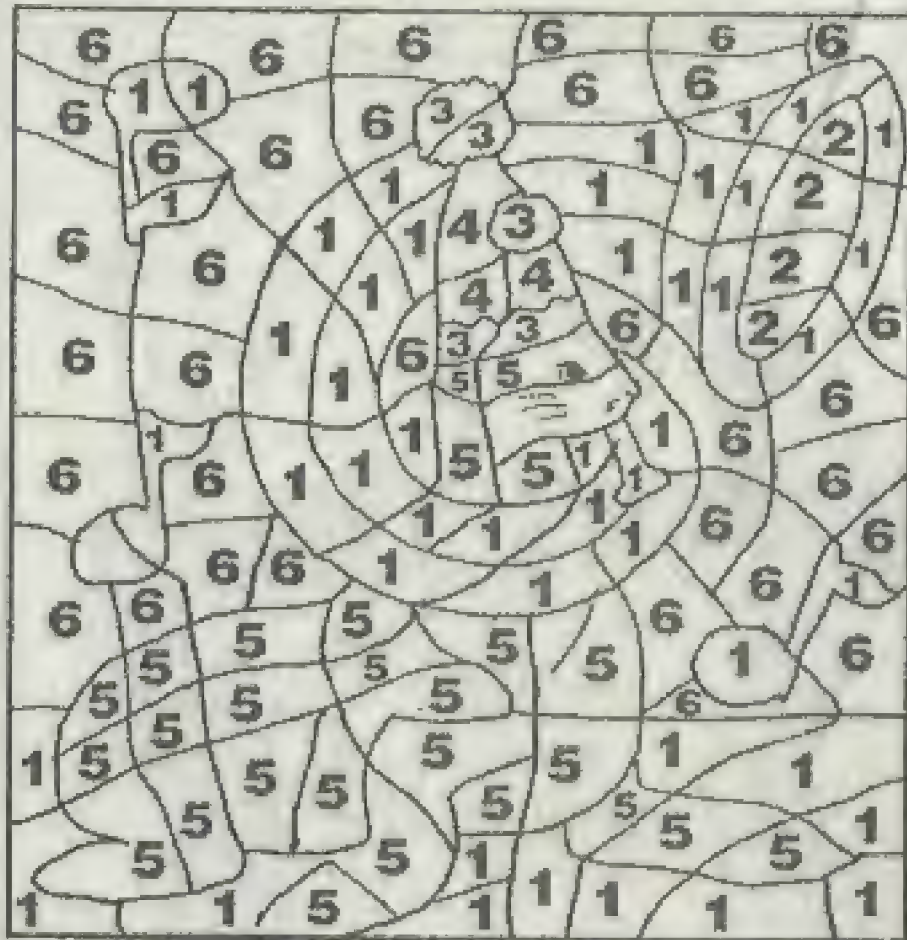 6 6 6 6 6 6
1 1 6 6
6 6 3 3 1 1 2 1
6 6 1 1 1 1 2
1 4 3
6 1 1 1 2 1
6 1 4 4 1 1 2
1 3 3 6 2 1 6
6 6 1 6 5 5 6
1 1 5 1 6
6 6 1 1 5 1 1 6
1 1 1 1 6 6
6 6 1 1 6 1
6 6 5 5 5 6 1 6
5 5 5 5 5 5 6
5 5 5 5 1
1 5 5 5 5 5 1
5 5 5 5 1
5 5 1 5
1 1 5 1 1 1 1 1